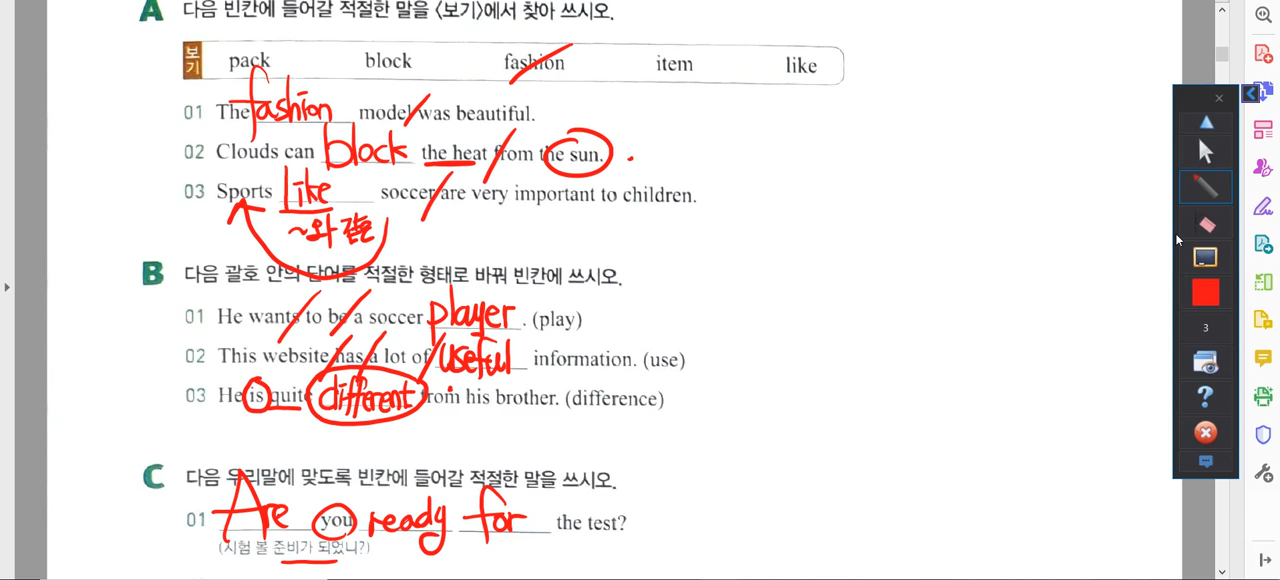 A 다음 빈칸에 들어갈 적절한 말을 <보기>에서 찾아 쓰시오.
보기 pack block fashion item like
01 The fashion model was beautiful.
02 Clouds can block the heat from the sun.
03 Sports like soccer are very important to children.
~와 같은
B 다음 괄호 안의 단어를 적절한 형태로 바꿔 빈칸에 쓰시오.
01 He wants to be a soccer player. (play)
02 This website has a lot of useful information. (use)
03 He is quite different from his brother. (difference)
C 다음 우리말에 맞도록 빈칸에 들어갈 적절한 말을 쓰시오.
01 Are you ready for the test?
(시험 볼 준비가 되었니?)
3